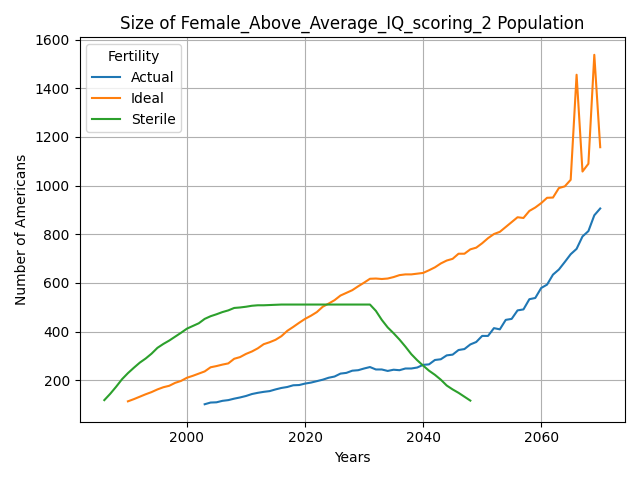 Size of Female_Above_Average_IQ_scoring_2 Population
Fertility
Actual
Ideal
Sterile
Number of Americans
1600
1400
1200
1000
800
600
400
200
2000
2020
2040
2060
Years